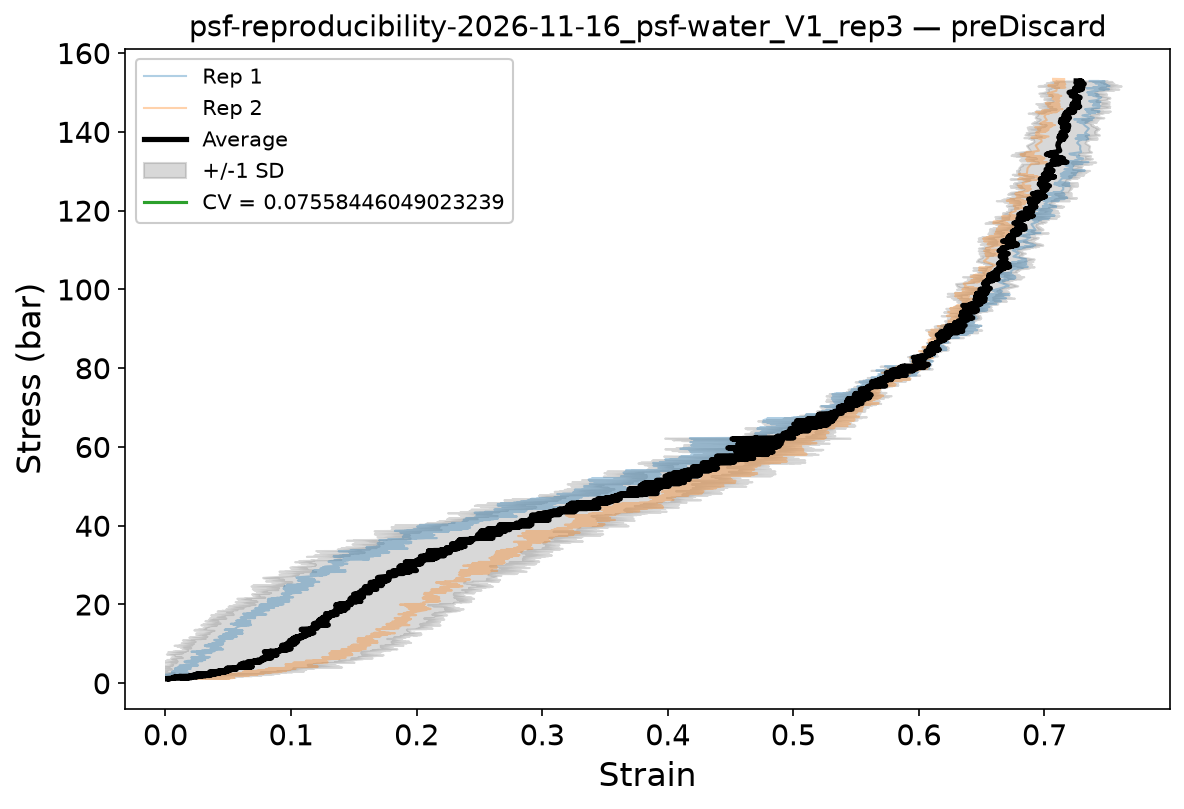 psf-reproducibility-2026-11-16_psf-water_V1_rep3 — preDiscard
Rep 1
Rep 2
Average
+/-1 SD
CV = 0.07558446049023239
160
140
120
100
80
60
40
20
0
Stress (bar)
0.0 0.1 0.2 0.3 0.4 0.5 0.6 0.7
Strain